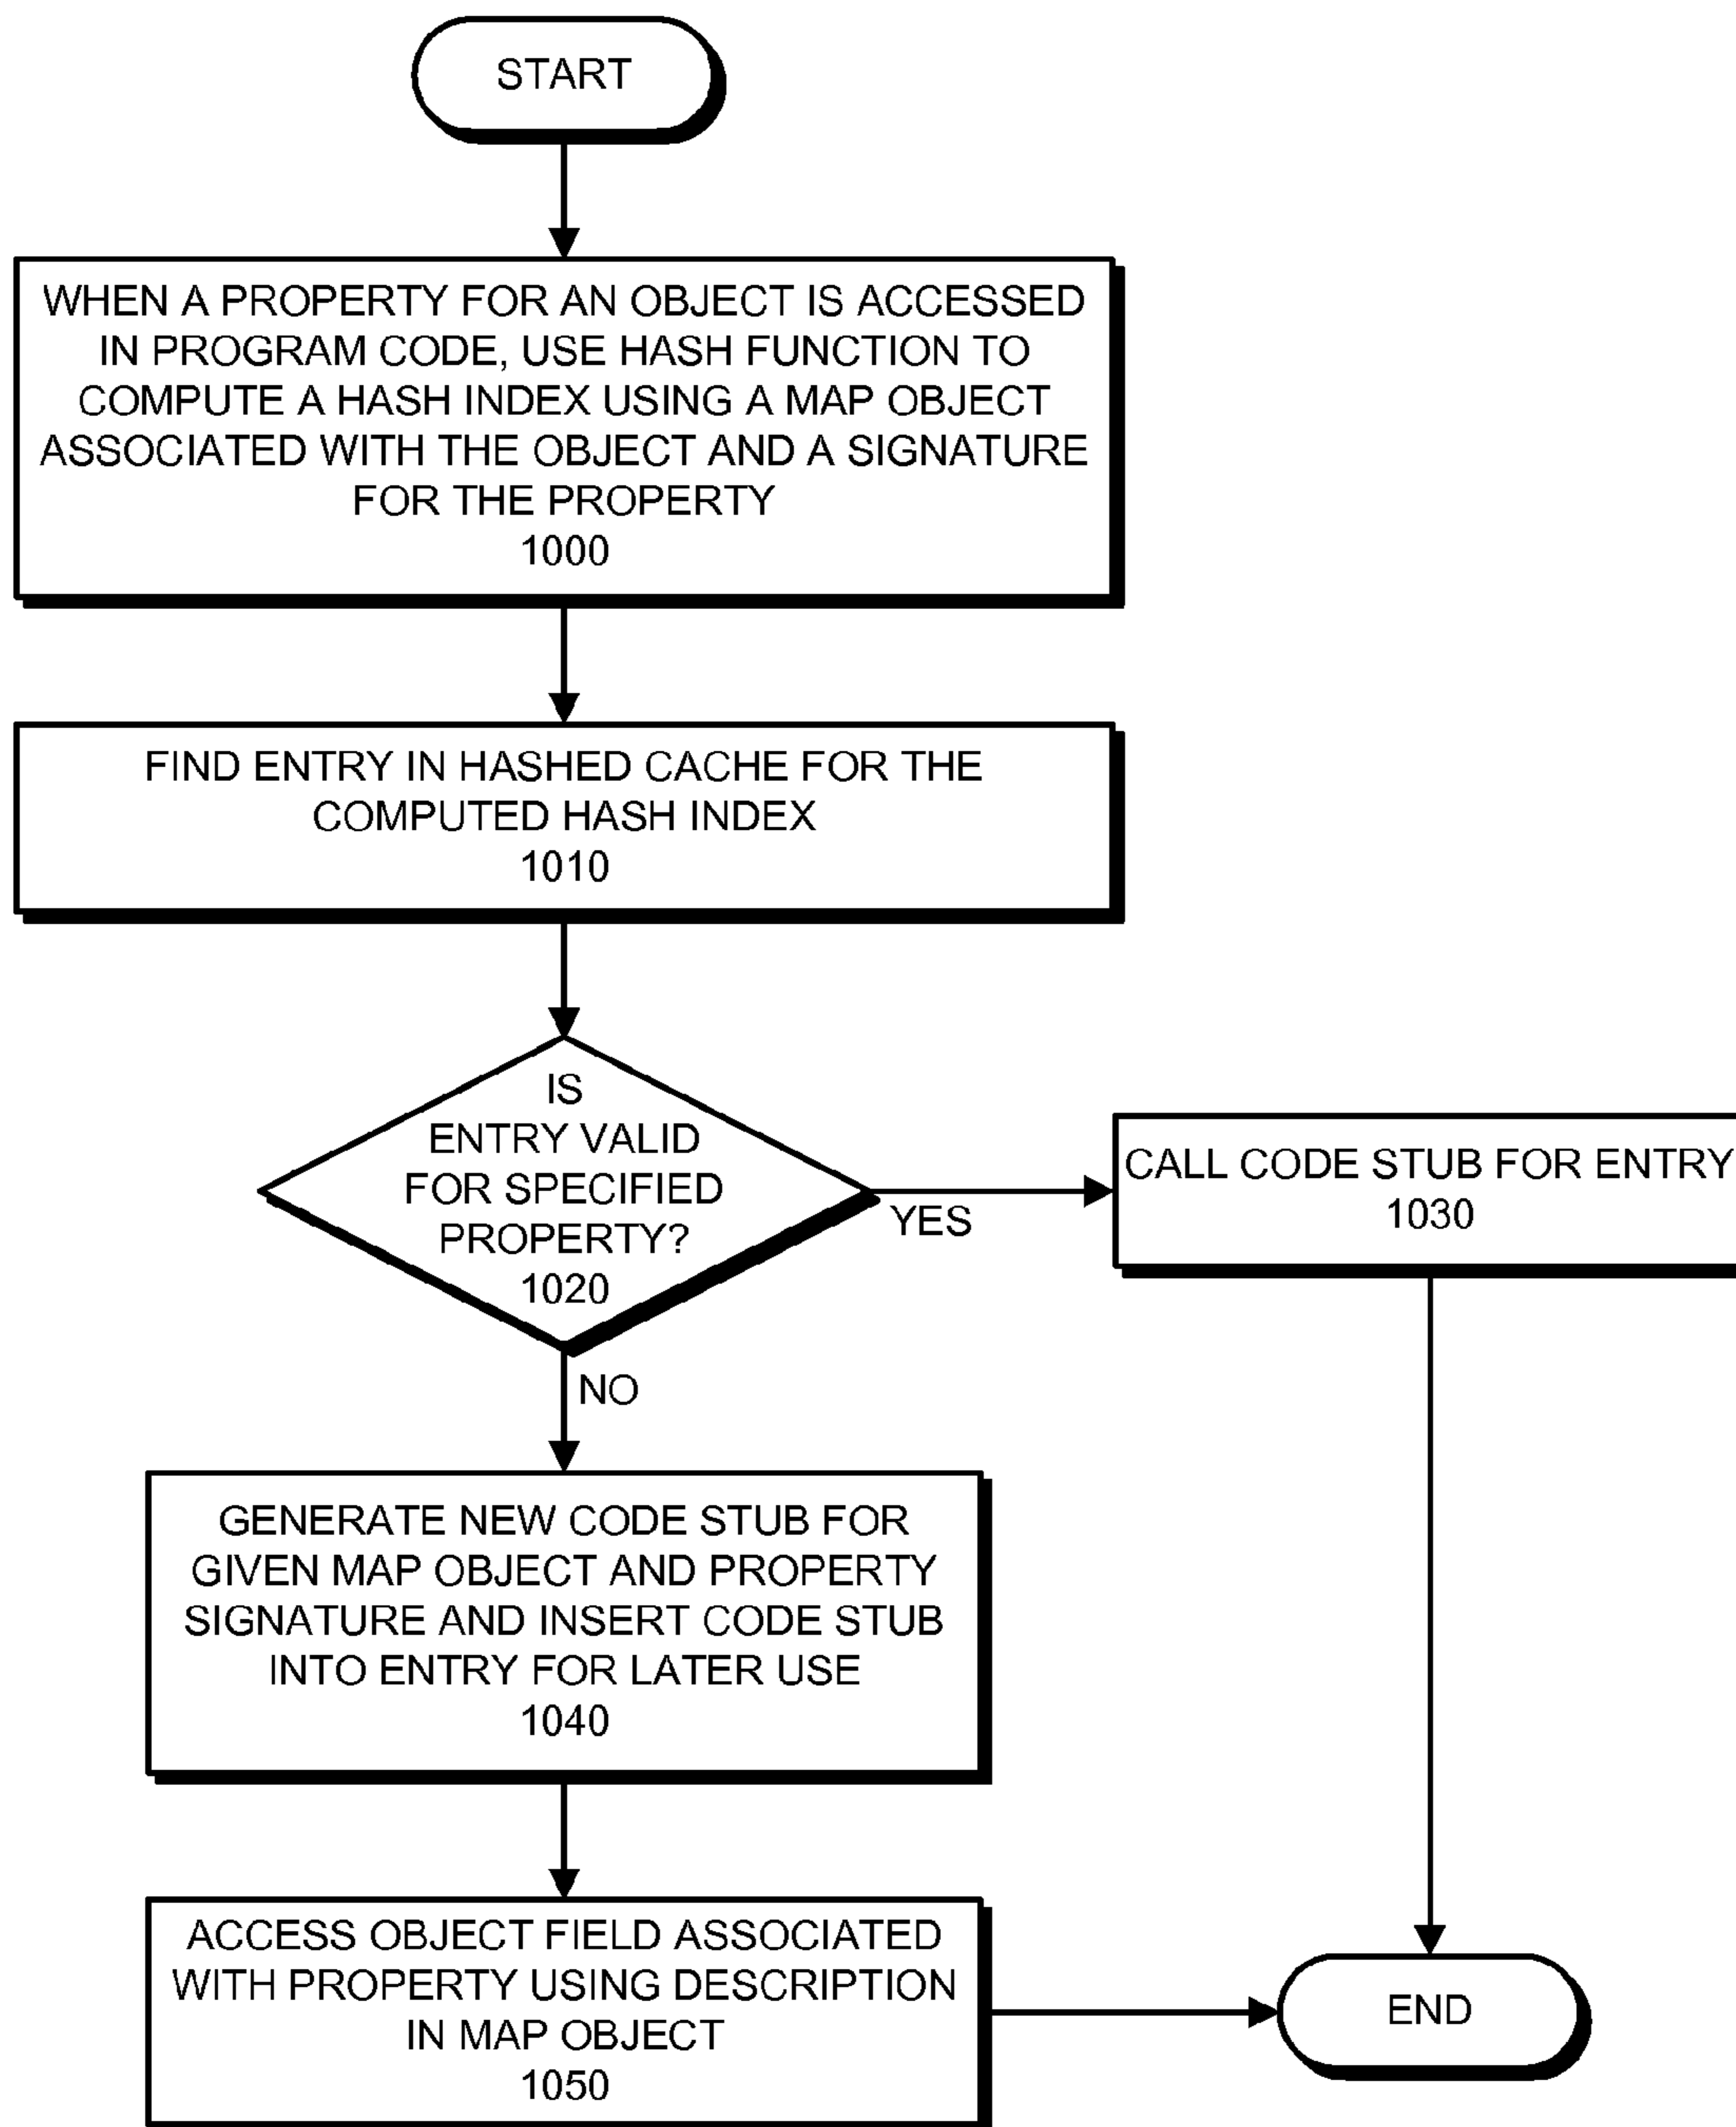 START
WHEN A PROPERTY FOR AN OBJECT IS ACCESSED
IN PROGRAM CODE, USE HASH FUNCTION TO
COMPUTE A HASH INDEX USING A MAP OBJECT
ASSOCIATED WITH THE OBJECT AND A SIGNATURE
FOR THE PROPERTY
1000
FIND ENTRY IN HASHED CACHE FOR THE
COMPUTED HASH INDEX
1010
IS
ENTRY VALID
FOR SPECIFIED
PROPERTY?
1020
YES
CALL CODE STUB FOR ENTRY
1030
NO
GENERATE NEW CODE STUB FOR
GIVEN MAP OBJECT AND PROPERTY
SIGNATURE AND INSERT CODE STUB
INTO ENTRY FOR LATER USE
1040
ACCESS OBJECT FIELD ASSOCIATED
WITH PROPERTY USING DESCRIPTION
IN MAP OBJECT
1050
END